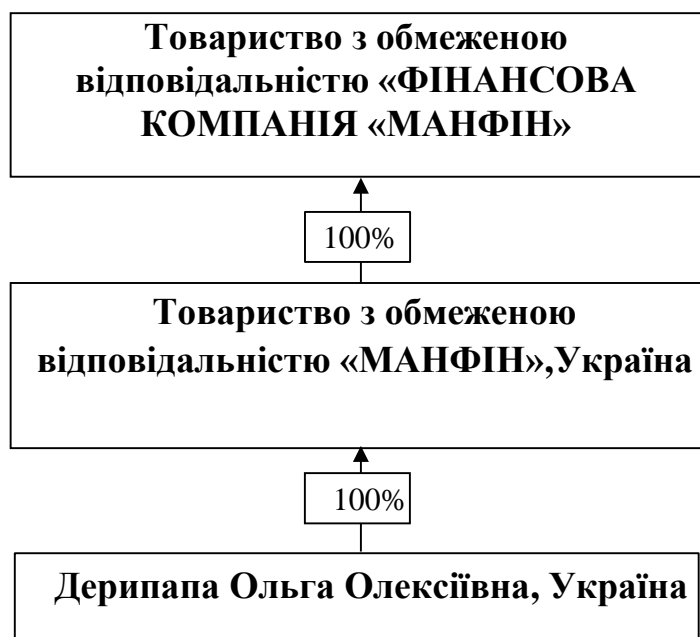 Товариство з обмеженою
відповідальністю «ФІНАНСОВА
КОМПАНІЯ «МАНФІН»
100%
Товариство з обмеженою
відповідальністю «МАНФІН»,Україна
100%
Дерипапа Ольга Олексіївна, Україна